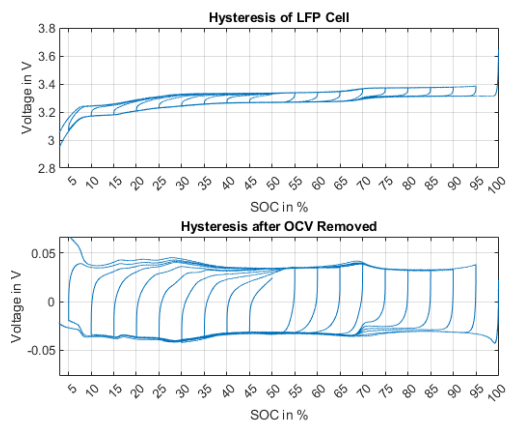 Hysteresis of LFP Cell
3.8
3.6
3.4
3.2
3
2.8
Voltage in V
5 10 15 20 25 30 35 40 45 50 55 60 65 70 75 80 85 90 95 100
SOC in %
Hysteresis after OCV Removed
0.05
0
-0.05
Voltage in V
5 10 15 20 25 30 35 40 45 50 55 60 65 70 75 80 85 90 95 100
SOC in %